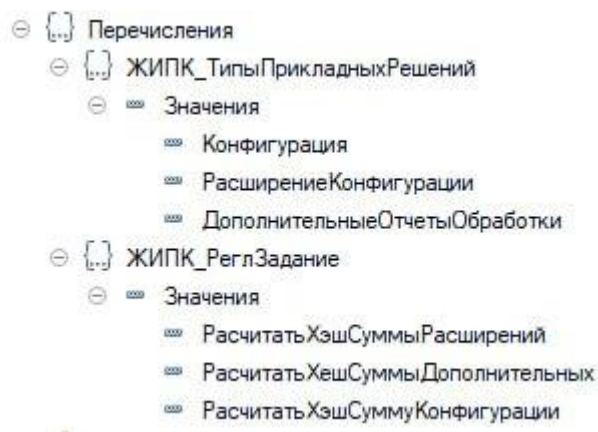 Перечисления
ЖИПК_ТипыПрикладныхРешений
Значения
Конфигурация
РасширениеКонфигурации
ДополнительныеОтчетыОбработки
ЖИПК_РеглЗадание
Значения
РасчитатьХэшСуммыРасширений
РасчитатьХешСуммыДополнительных
РасчитатьХэшСуммуКонфигурации